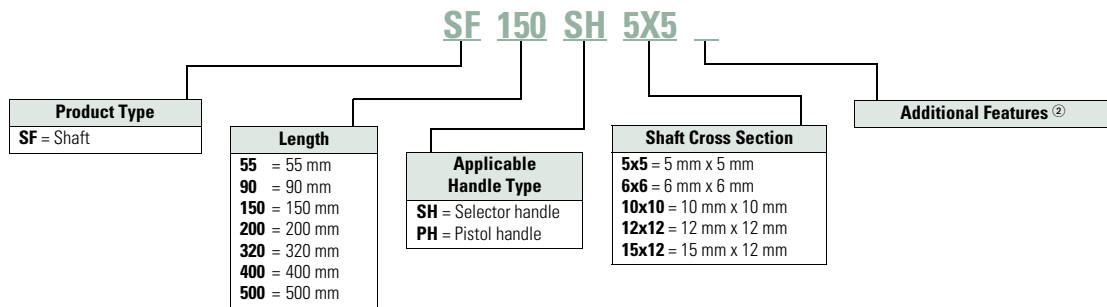 SF 150 SH 5X5
Product Type
SF = Shaft
Length
55 = 55 mm
90 = 90 mm
150 = 150 mm
200 = 200 mm
320 = 320 mm
400 = 400 mm
500 = 500 mm
Applicable
Handle Type
SH = Selector handle
PH = Pistol handle
Shaft Cross Section
5x5 = 5 mm x 5 mm
6x6 = 6 mm x 6 mm
10x10 = 10 mm x 10 mm
12x12 = 12 mm x 12 mm
15x12 = 15 mm x 12 mm
Additional Features ②